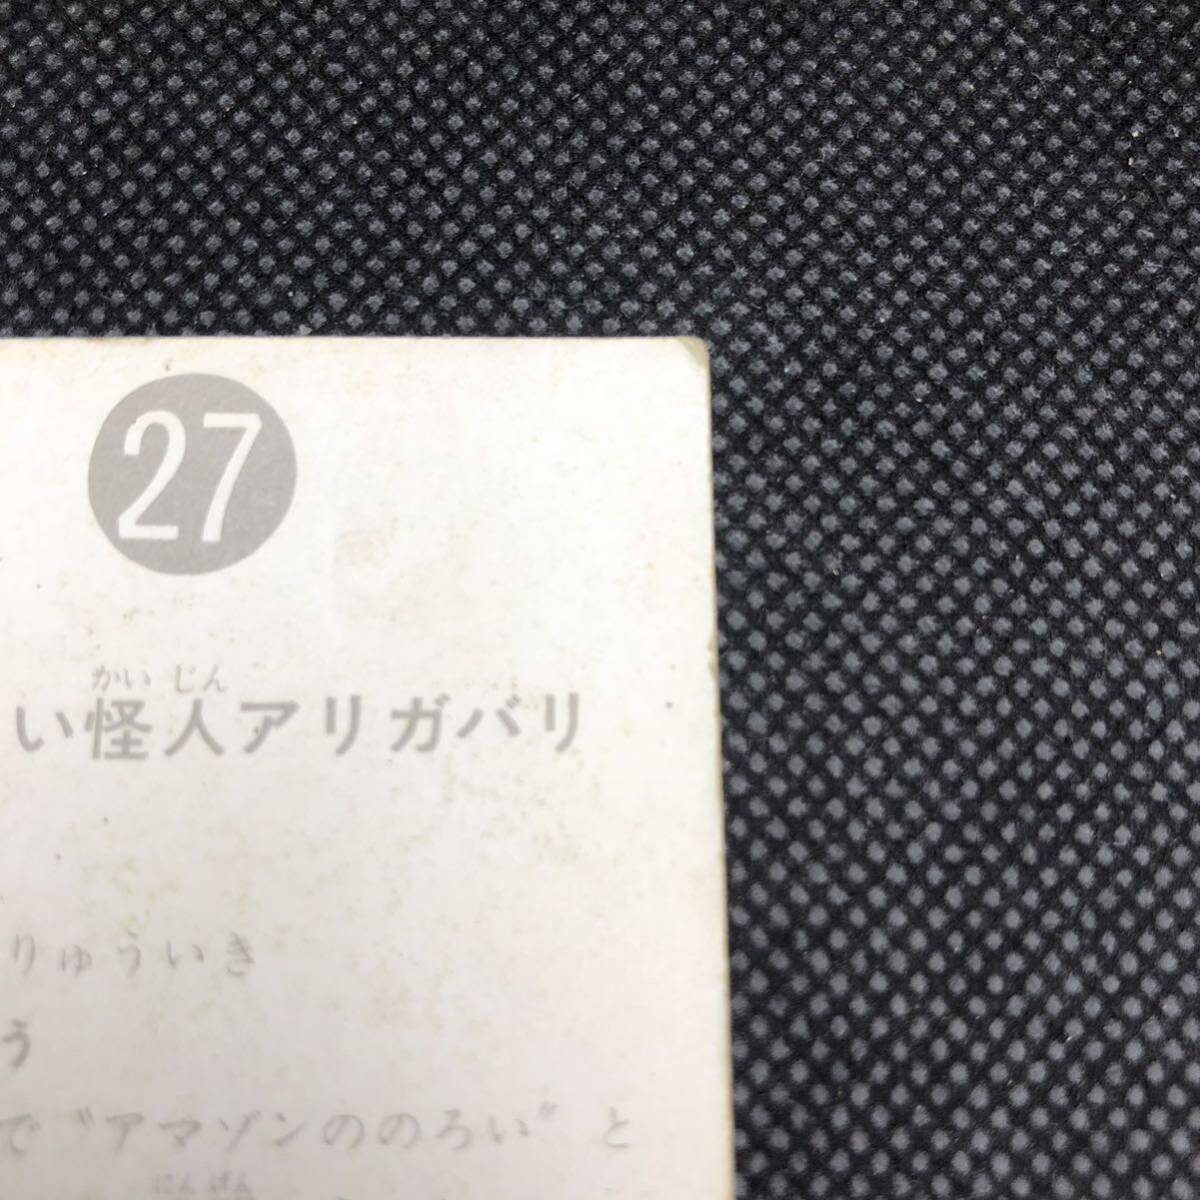 27
かい じん
い怪人アリガバリ
りゅういき
う
で“アマゾンののろい”と
にん げん